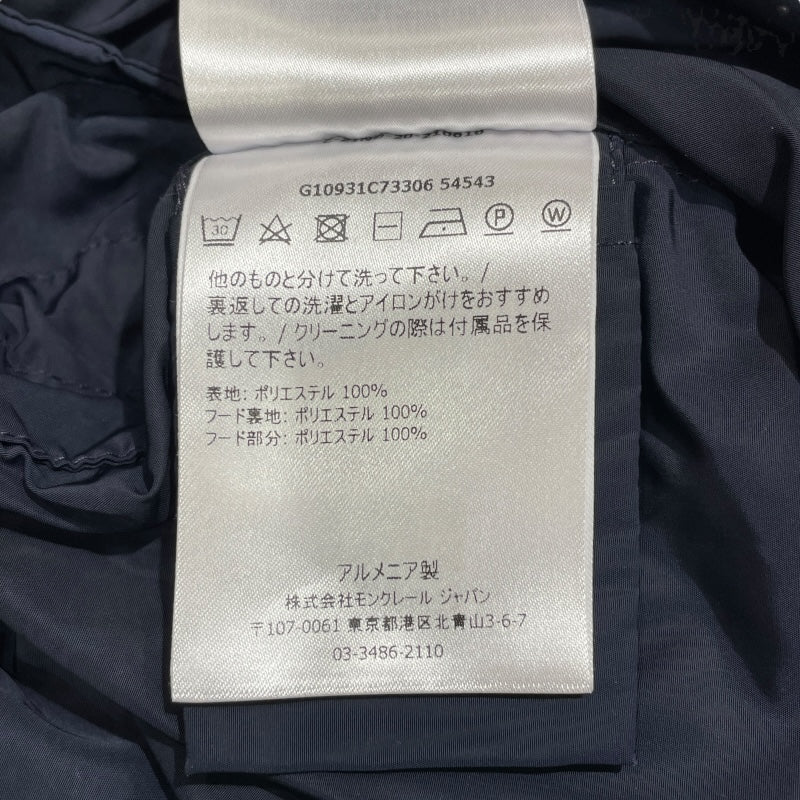 G10931C73306 54543
30 P W
他のものと分けて洗って下さい。/
裏返しての洗濯とアイロンがけをおすすめ
します。/ クリーニングの際は付属品を保
護して下さい。
表地: ポリエステル 100%
フード裏地: ポリエステル 100%
フード部分: ポリエステル 100%
アルメニア製
株式会社モンクレール ジャパン
〒107-0061 東京都港区北青山3-6-7
03-3486-2110